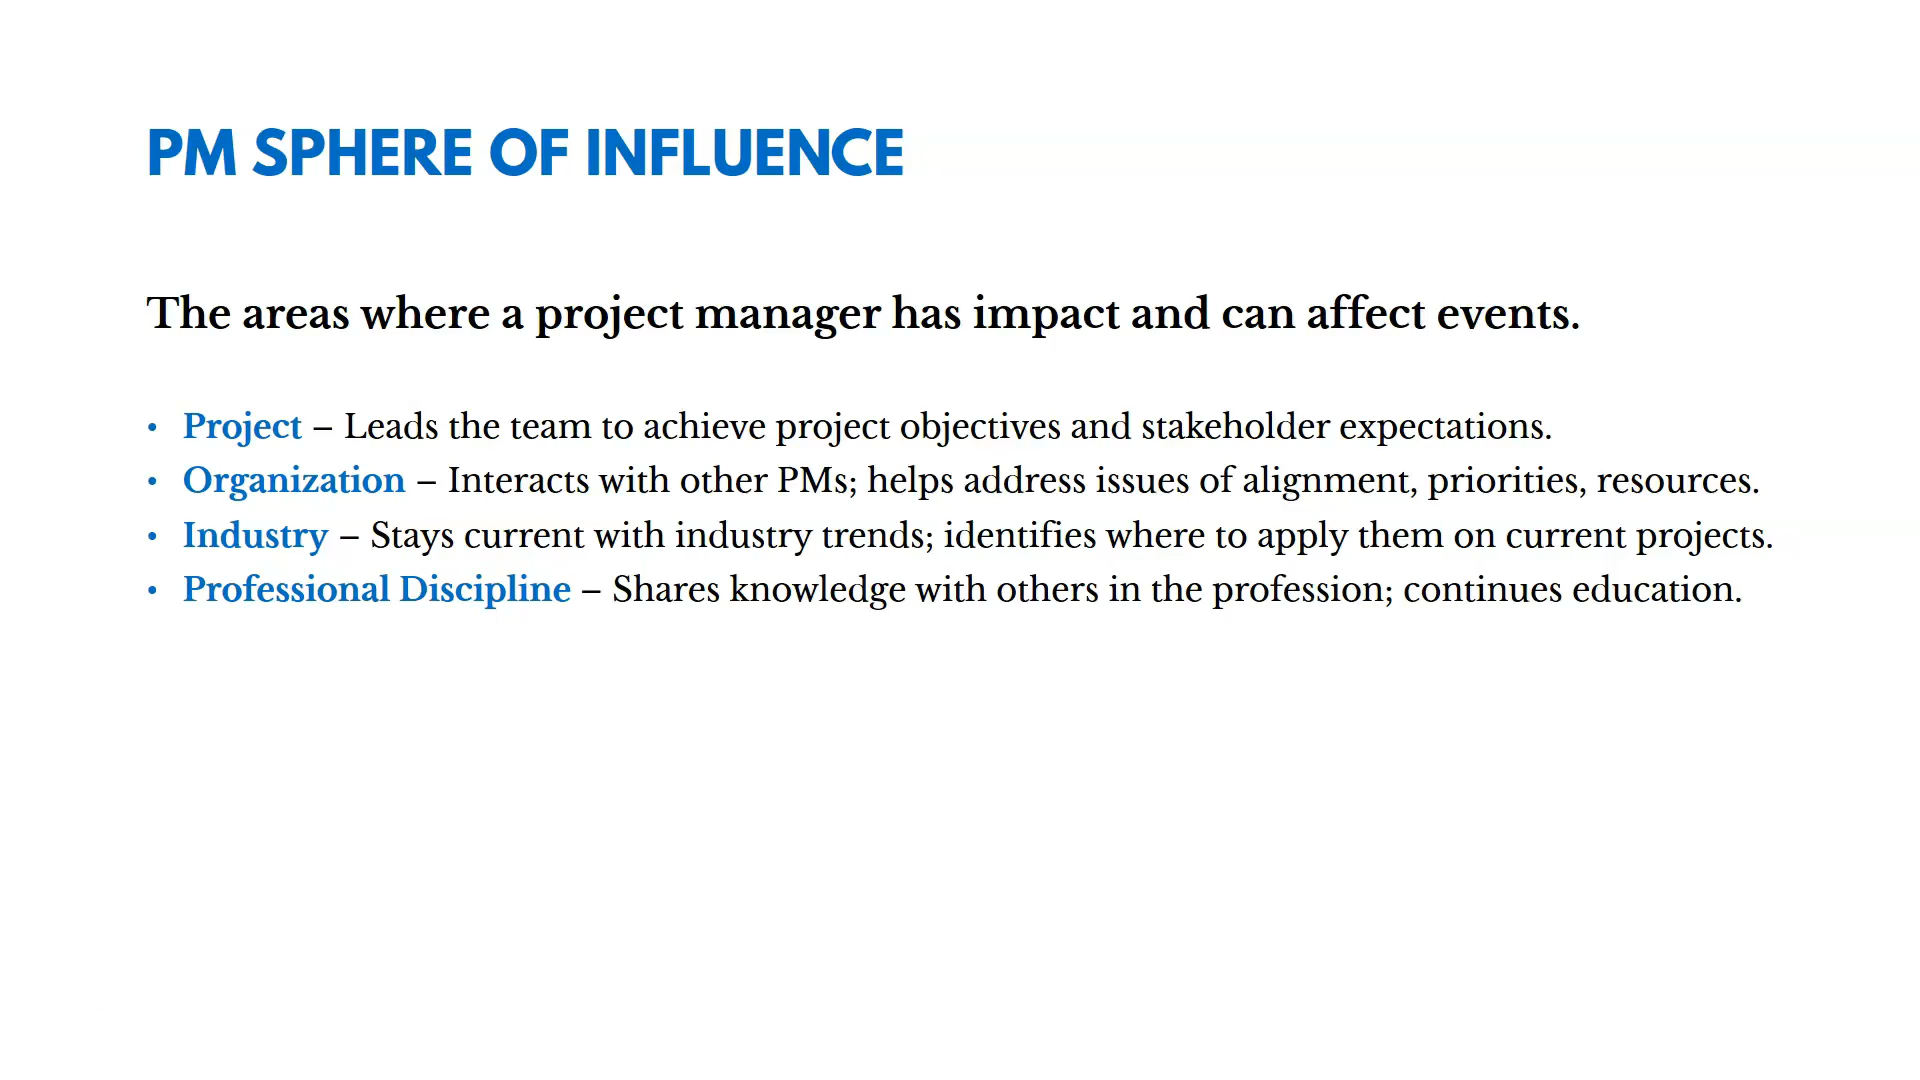 PM SPHERE OF INFLUENCE
The areas where a project manager has impact and can affect events.
• Project – Leads the team to achieve project objectives and stakeholder expectations.
• Organization – Interacts with other PMs; helps address issues of alignment, priorities, resources.
• Industry – Stays current with industry trends; identifies where to apply them on current projects.
• Professional Discipline – Shares knowledge with others in the profession; continues education.